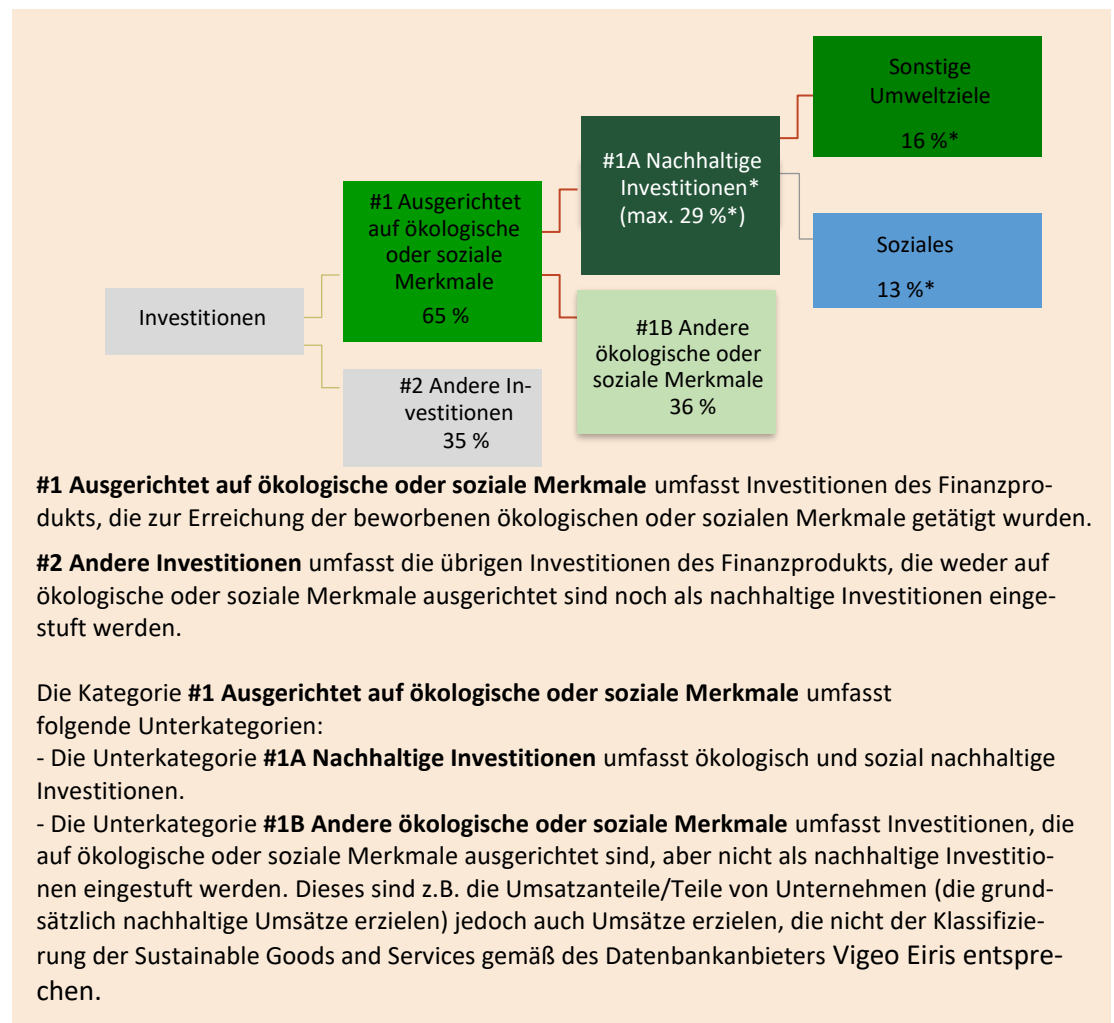 Sonstige
Umweltziele
16 %*
#1A Nachhaltige
Investitionen*
(max. 29 %*)
#1 Ausgerichtet
auf ökologische
oder soziale
Merkmale
65 %
Soziales
13 %*
Investitionen
#1B Andere
ökologische oder
soziale Merkmale
36 %
#2 Andere In-
vestitionen
35 %
#1 Ausgerichtet auf ökologische oder soziale Merkmale umfasst Investitionen des Finanzpro-
dukts, die zur Erreichung der beworbenen ökologischen oder sozialen Merkmale getätigt wurden.
#2 Andere Investitionen umfasst die übrigen Investitionen des Finanzprodukts, die weder auf
ökologische oder soziale Merkmale ausgerichtet sind noch als nachhaltige Investitionen einge-
stuft werden.
Die Kategorie #1 Ausgerichtet auf ökologische oder soziale Merkmale umfasst
folgende Unterkategorien:
- Die Unterkategorie #1A Nachhaltige Investitionen umfasst ökologisch und sozial nachhaltige
Investitionen.
- Die Unterkategorie #1B Andere ökologische oder soziale Merkmale umfasst Investitionen, die
auf ökologische oder soziale Merkmale ausgerichtet sind, aber nicht als nachhaltige Investitio-
nen eingestuft werden. Dieses sind z.B. die Umsatzanteile/Teile von Unternehmen (die grund-
sätzlich nachhaltige Umsätze erzielen) jedoch auch Umsätze erzielen, die nicht der Klassifizie-
rung der Sustainable Goods and Services gemäß des Datenbankanbieters Vigeo Eiris entspre-
chen.